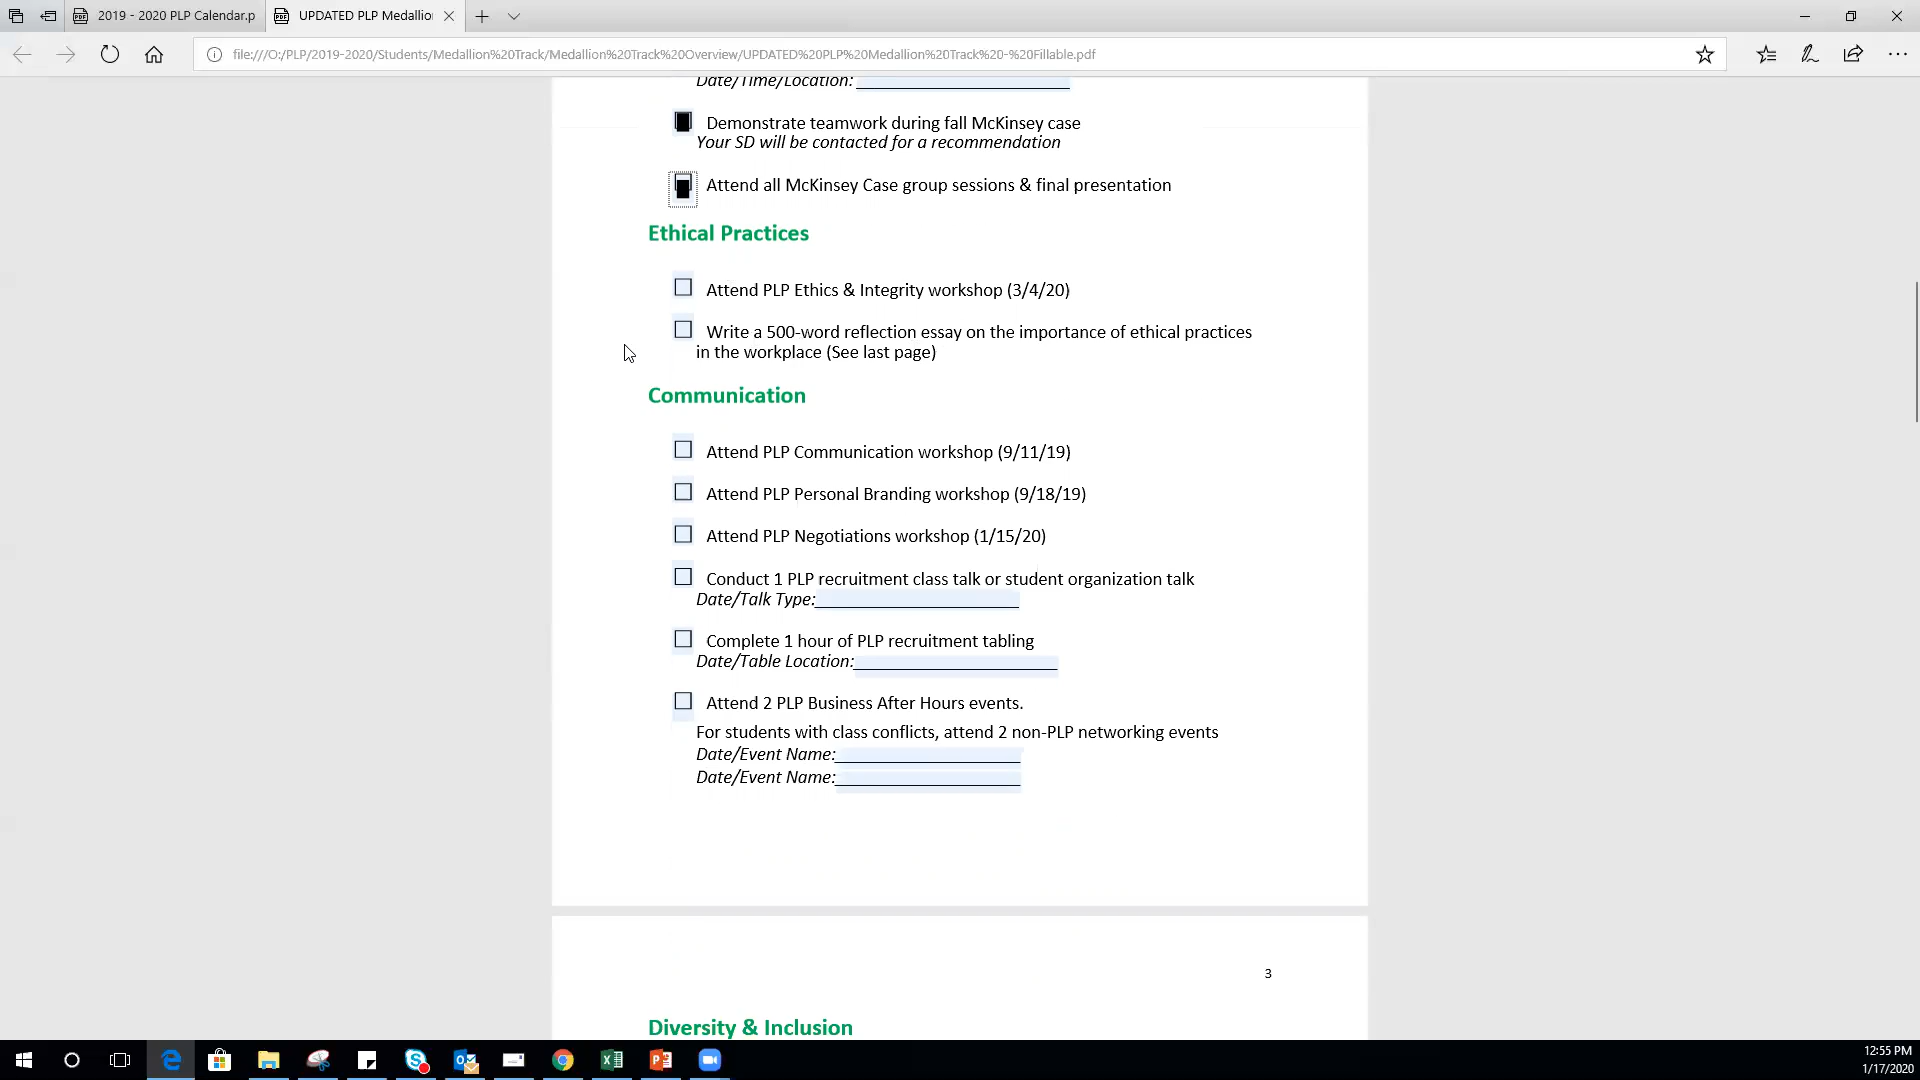 2019 - 2020 PLP Calendar.p
UPDATED PLP Medallion
file:///O:/PLP/2019-2020/Students/Medallion%20Track/Medallion%20Track%20Overview/UPDATED%20PLP%20Medallion%20Track%20-%20Fillable.pdf
Date/Time/Location:
Demonstrate teamwork during fall McKinsey case
Your SD will be contacted for a recommendation
Attend all McKinsey Case group sessions & final presentation
Ethical Practices
Attend PLP Ethics & Integrity workshop (3/4/20)
Write a 500-word reflection essay on the importance of ethical practices
in the workplace (See last page)
Communication
Attend PLP Communication workshop (9/11/19)
Attend PLP Personal Branding workshop (9/18/19)
Attend PLP Negotiations workshop (1/15/20)
Conduct 1 PLP recruitment class talk or student organization talk
Date/Talk Type:
Complete 1 hour of PLP recruitment tabling
Date/Table Location:
Attend 2 PLP Business After Hours events.
For students with class conflicts, attend 2 non-PLP networking events
Date/Event Name:
Date/Event Name:
3
Diversity & Inclusion
12:55 PM
1/17/2020